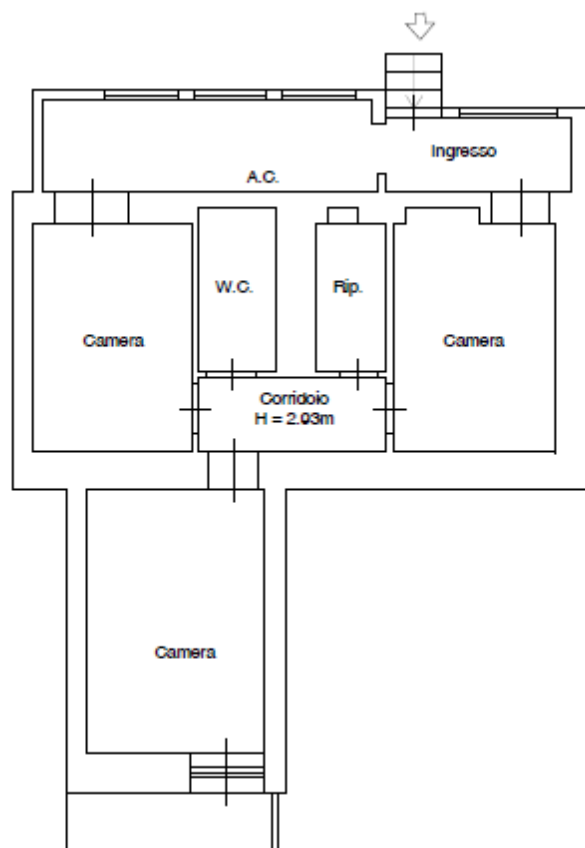 Ingresso
A.C.
W.C.
Rip.
Camera
Camera
Corridoio
H = 2.93m
Camera